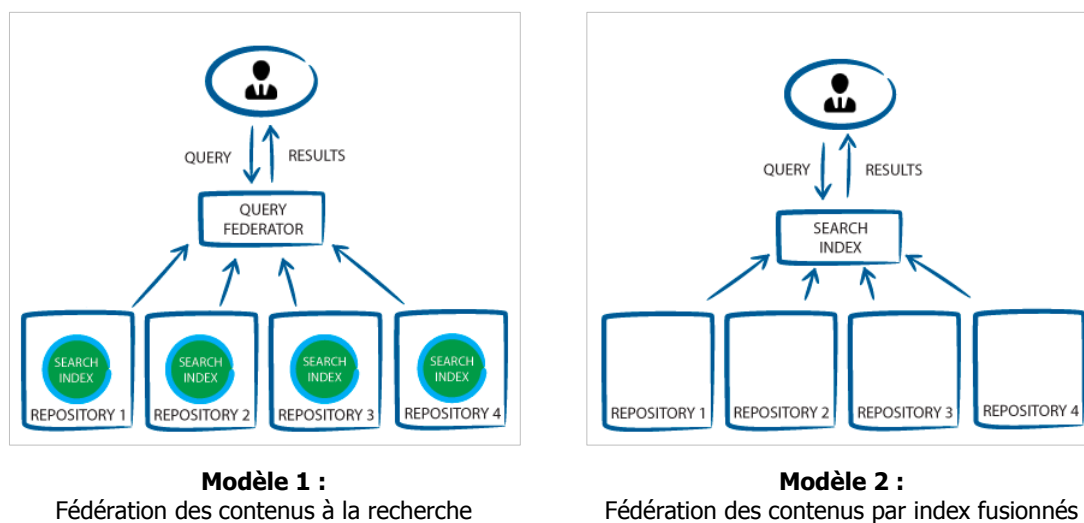 QUERY
RESULTS
QUERY
FEDERATOR
SEARCH
INDEX
SEARCH
INDEX
SEARCH
INDEX
SEARCH
INDEX
REPOSITORY 1
REPOSITORY 2
REPOSITORY 3
REPOSITORY 4
Modèle 1 :
Fédération des contenus à la recherche
QUERY
RESULTS
SEARCH
INDEX
REPOSITORY 1
REPOSITORY 2
REPOSITORY 3
REPOSITORY 4
Modèle 2 :
Fédération des contenus par index fusionnés